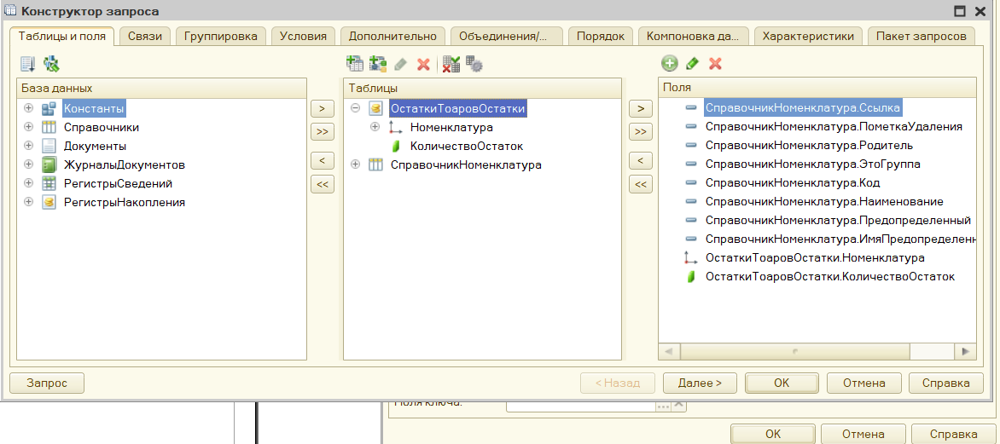 Конструктор запроса
Таблицы и поля Связи Группировка Условия Дополнительно Объединения/... Порядок Компоновка да... Характеристики Пакет запросов
База данных
Константы
Справочники
Документы
ЖурналыДокументов
РегистрыСведений
РегистрыНакопления
>
>>
<
<<
Таблицы
ОстаткиТоаровОстатки
Номенклатура
КоличествоОстаток
СправочникНоменклатура
>
>>
<
<<
Поля
СправочникНоменклатура.Ссылка
СправочникНоменклатура.ПометкаУдаления
СправочникНоменклатура.Родитель
СправочникНоменклатура.ЭтоГруппа
СправочникНоменклатура.Код
СправочникНоменклатура.Наименование
СправочникНоменклатура.Предопределенный
СправочникНоменклатура.ИмяПредопределенн
ОстаткиТоаровОстатки.Номенклатура
ОстаткиТоаровОстатки.КоличествоОстаток
Запрос < Назад Далее > ОК Отмена Справка
Поля ключа: ...
ОК Отмена Справка